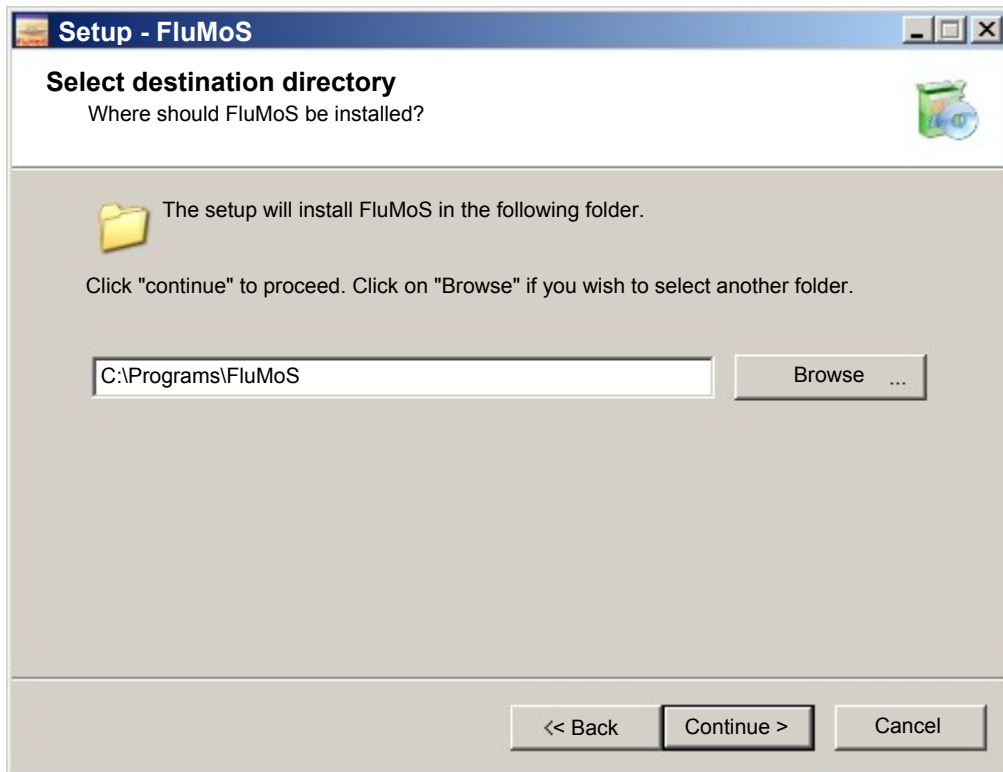 Setup - FluMoS
Select destination directory
Where should FluMoS be installed?
The setup will install FluMoS in the following folder.
Click "continue" to proceed. Click on "Browse" if you wish to select another folder.
C:\Programs\FluMoS
Browse ...
<< Back
Continue >
Cancel